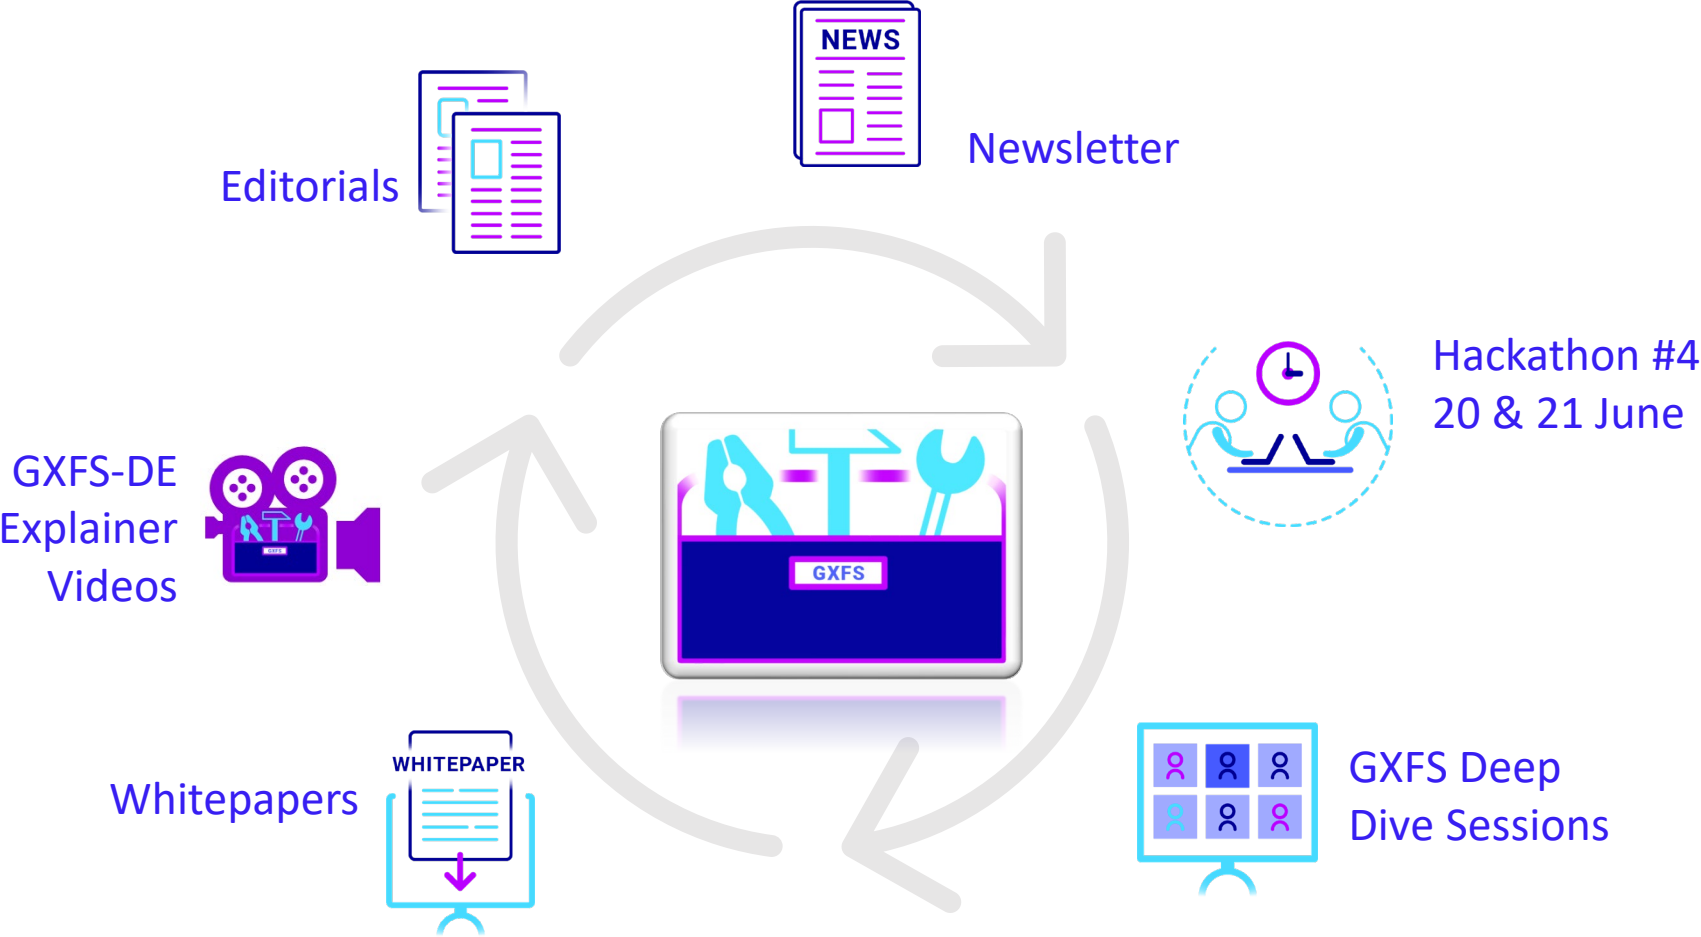 NEWS
Newsletter
Editorials
Hackathon #4
20 & 21 June
GXFS-DE
Explainer
Videos
GXFS
GXFS
WHITEPAPER
Whitepapers
GXFS Deep
Dive Sessions